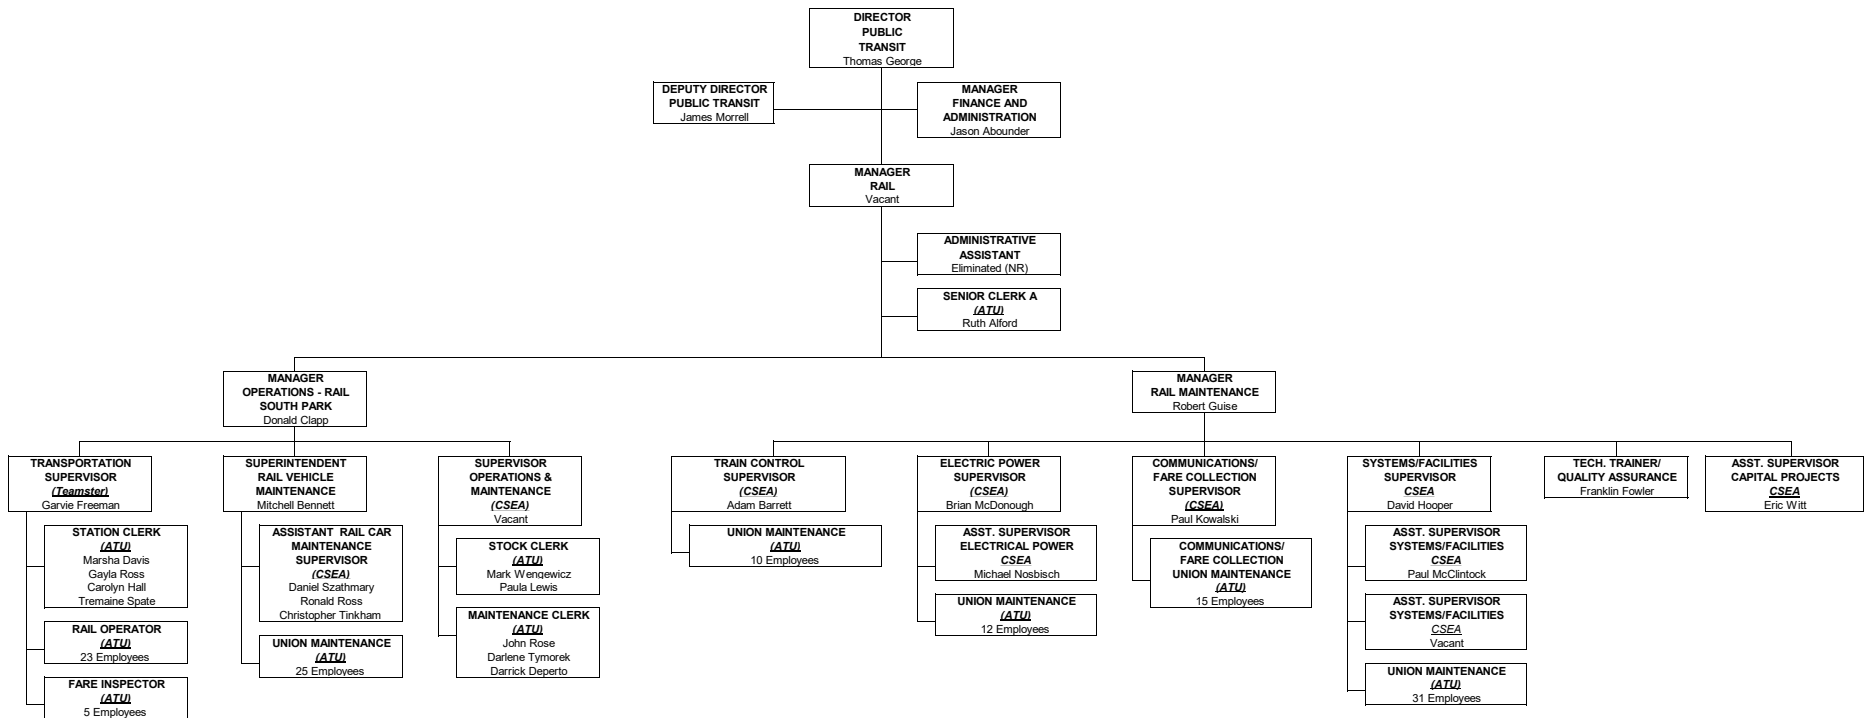 DIRECTOR
PUBLIC
TRANSIT
Thomas George
DEPUTY DIRECTOR
PUBLIC TRANSIT
James Morrell
MANAGER
FINANCE AND
ADMINISTRATION
Jason Abounder
MANAGER
RAIL
Vacant
ADMINISTRATIVE
ASSISTANT
Eliminated (NR)
SENIOR CLERK A
(ATU)
Ruth Alford
MANAGER
OPERATIONS - RAIL
SOUTH PARK
Donald Clapp
MANAGER
RAIL MAINTENANCE
Robert Guise
TRANSPORTATION
SUPERVISOR
(Teamster)
Garvie Freeman
STATION CLERK
(ATU)
Marsha Davis
Gayla Ross
Carolyn Hall
Tremaine Spate
RAIL OPERATOR
(ATU)
23 Employees
FARE INSPECTOR
(ATU)
5 Employees
SUPERINTENDENT
RAIL VEHICLE
MAINTENANCE
Mitchell Bennett
ASSISTANT RAIL CAR
MAINTENANCE
SUPERVISOR
(CSEA)
Daniel Szathmary
Ronald Ross
Christopher Tinkham
UNION MAINTENANCE
(ATU)
25 Employees
SUPERVISOR
OPERATIONS &
MAINTENANCE
(CSEA)
Vacant
STOCK CLERK
(ATU)
Mark Wengewicz
Paula Lewis
MAINTENANCE CLERK
(ATU)
John Rose
Darlene Tymorek
Darrick Deperto
TRAIN CONTROL
SUPERVISOR
(CSEA)
Adam Barrett
UNION MAINTENANCE
(ATU)
10 Employees
ELECTRIC POWER
SUPERVISOR
(CSEA)
Brian McDonough
ASST. SUPERVISOR
ELECTRICAL POWER
CSEA
Michael Nosbisch
UNION MAINTENANCE
(ATU)
12 Employees
COMMUNICATIONS/
FARE COLLECTION
SUPERVISOR
(CSEA)
Paul Kowalski
COMMUNICATIONS/
FARE COLLECTION
UNION MAINTENANCE
(ATU)
15 Employees
SYSTEMS/FACILITIES
SUPERVISOR
CSEA
David Hooper
ASST. SUPERVISOR
SYSTEMS/FACILITIES
CSEA
Paul McClintock
ASST. SUPERVISOR
SYSTEMS/FACILITIES
CSEA
Vacant
UNION MAINTENANCE
(ATU)
31 Employees
TECH. TRAINER/
QUALITY ASSURANCE
Franklin Fowler
ASST. SUPERVISOR
CAPITAL PROJECTS
CSEA
Eric Witt